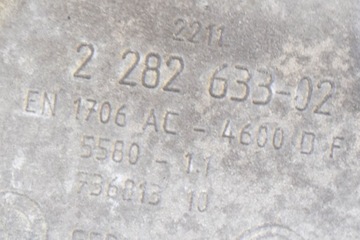 2211
2 282 633-02
EN 1706 AC - 4600 D F
5580 - 1.1
736013 10